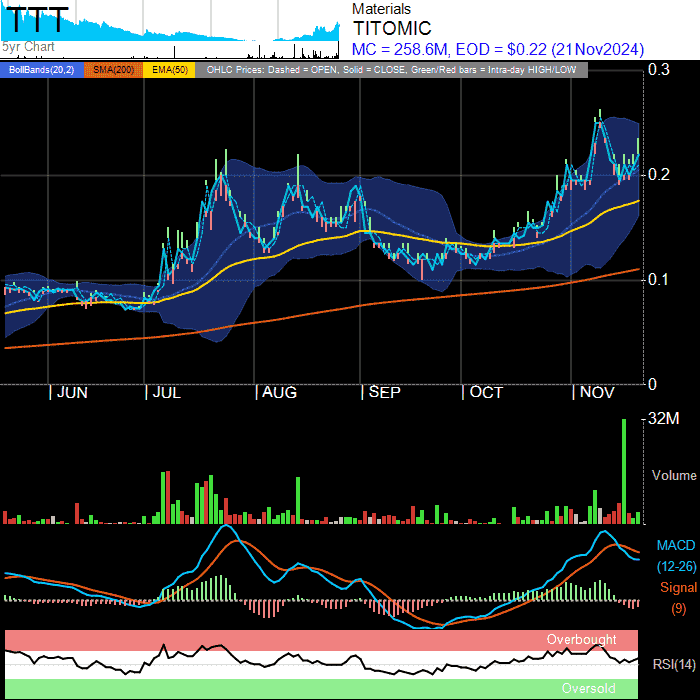 TTT
5yr Chart
Materials
TITOMIC
MC = 258.6M, EOD = $0.22 (21Nov2024)
BollBands(20,2) SMA(200) EMA(50) OHLC Prices: Dashed = OPEN, Solid = CLOSE, Green/Red bars = Intra-day HIGH/LOW
0.3
0.2
0.1
0
JUN JUL AUG SEP OCT NOV
32M
Volume
MACD
(12-26)
Signal
(9)
Overbought
RSI(14)
Oversold